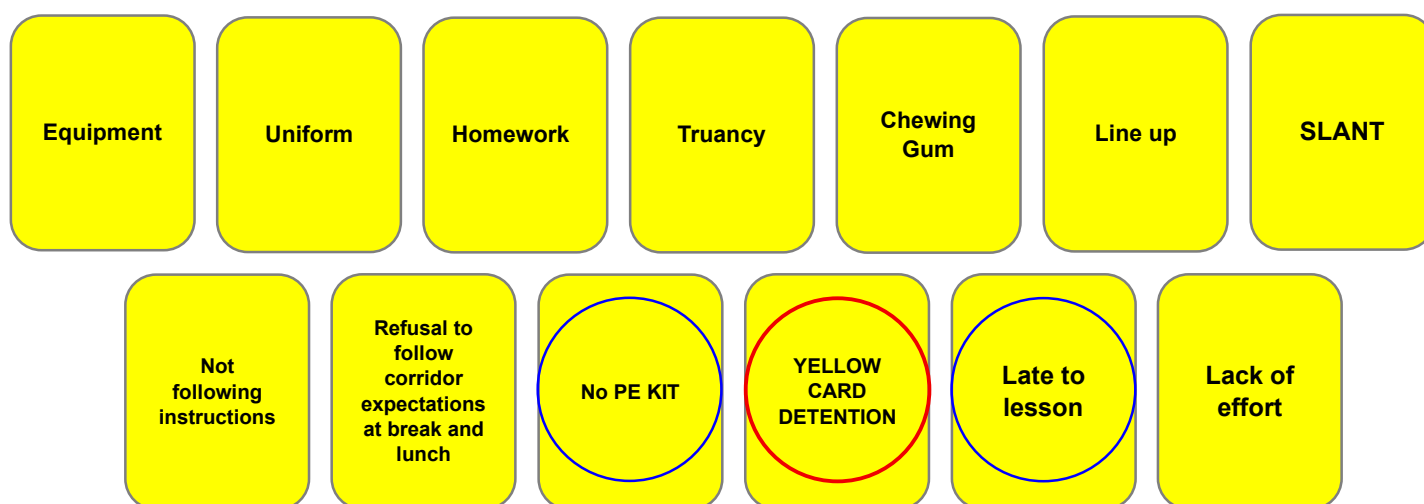 Equipment
Uniform
Homework
Truancy
Chewing
Gum
Line up
SLANT
Not
following
instructions
Refusal to
follow
corridor
expectations
at break and
lunch
No PE KIT
YELLOW
CARD
DETENTION
Late to
lesson
Lack of
effort